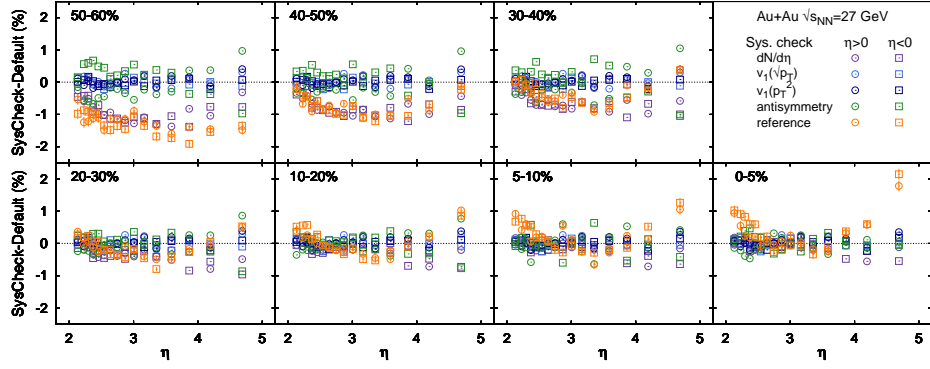 50-60%
40-50%
30-40%
Au+Au √sNN=27 GeV
Sys. check η>0 η<0
dN/dη
v1(√pT)
v1(pT2)
antisymmetry
reference
SysCheck-Default (%)
2
1
0
-1
-2
20-30%
10-20%
5-10%
0-5%
SysCheck-Default (%)
2
1
0
-1
-2
2 3 4 5
2 3 4 5
2 3 4 5
2 3 4 5
η
η
η
η